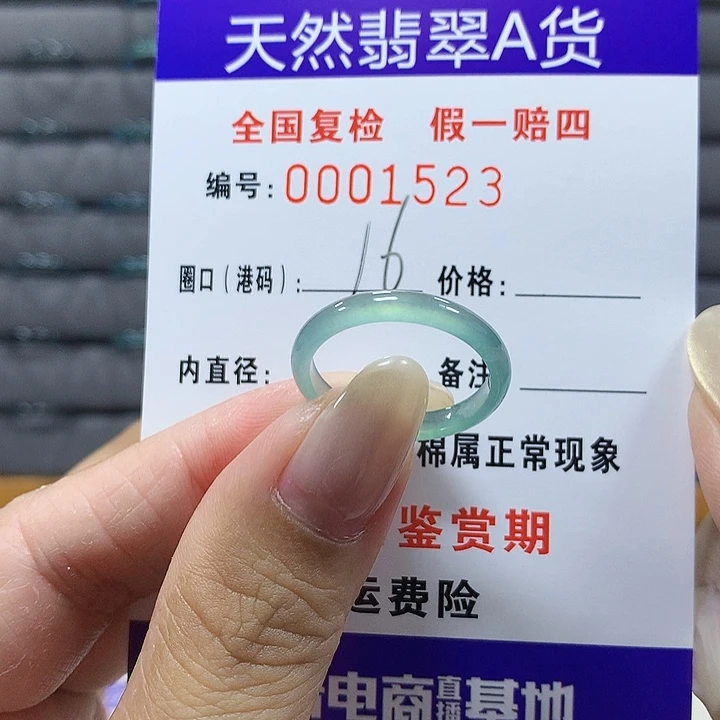 天然翡翠A货
全国复检 假一赔四
编号:0001523
圈口(港码):16 价格:
内直径: 备注
棉属正常现象
鉴赏期
运费险
电商直播基地